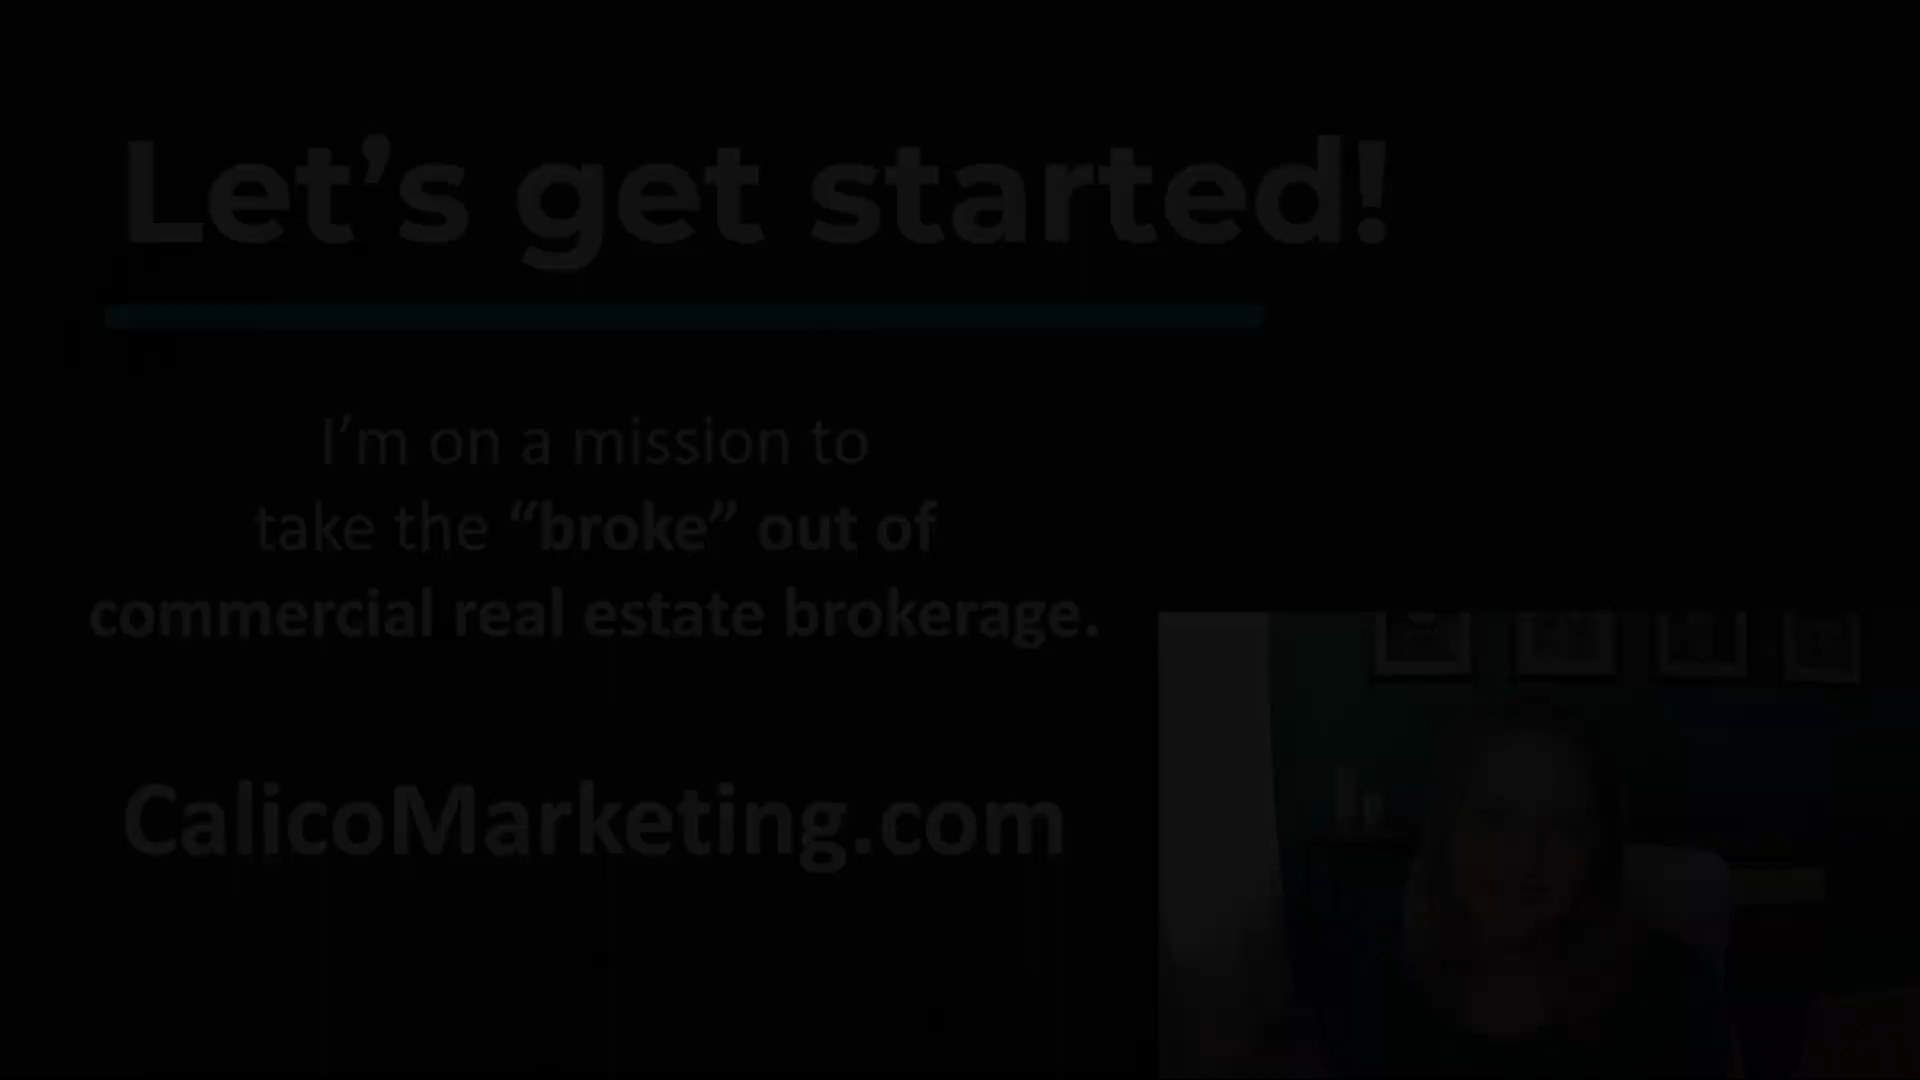 Let’s get started!
I’m on a mission to
take the “broke” out of
commercial real estate brokerage.
CalicoMarketing.com